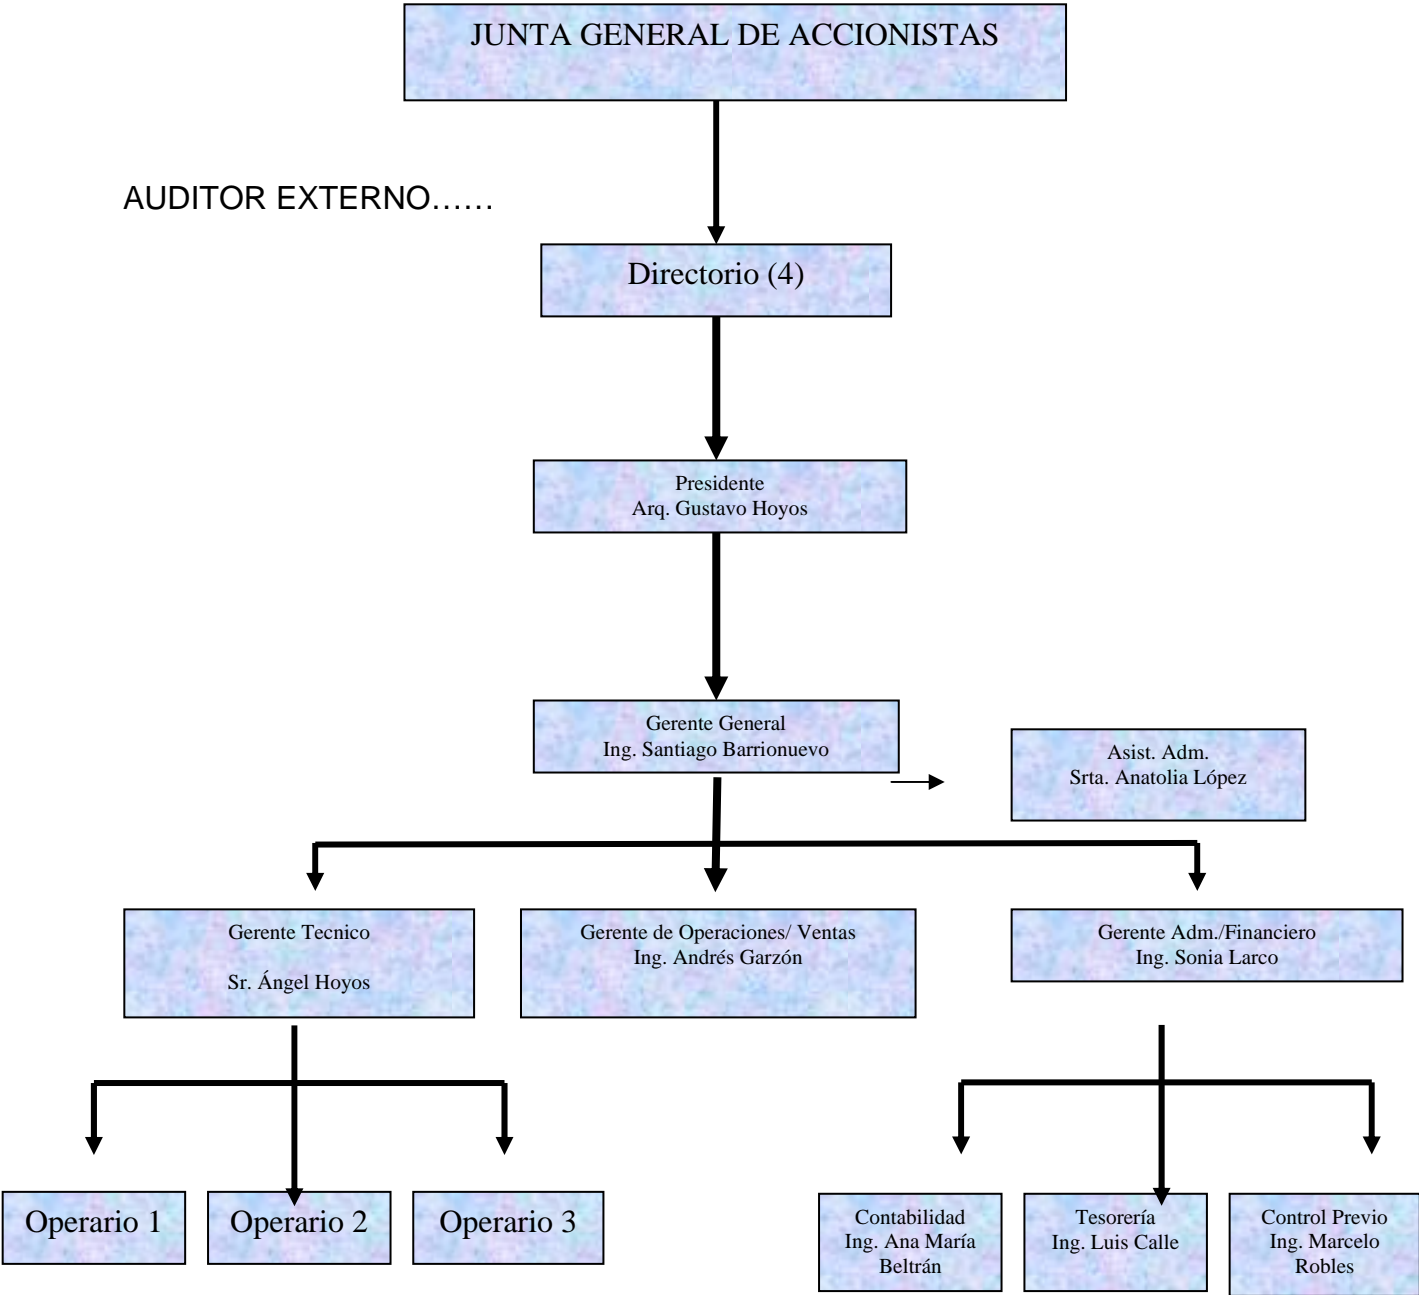 JUNTA GENERAL DE ACCIONISTAS
AUDITOR EXTERNO……
Directorio (4)
Presidente
Arq. Gustavo Hoyos
Gerente General
Ing. Santiago Barrionuevo
Asist. Adm.
Srta. Anatolia López
Gerente Tecnico
Sr. Ángel Hoyos
Gerente de Operaciones/ Ventas
Ing. Andrés Garzón
Gerente Adm./Financiero
Ing. Sonia Larco
Operario 1
Operario 2
Operario 3
Contabilidad
Ing. Ana María
Beltrán
Tesorería
Ing. Luis Calle
Control Previo
Ing. Marcelo
Robles